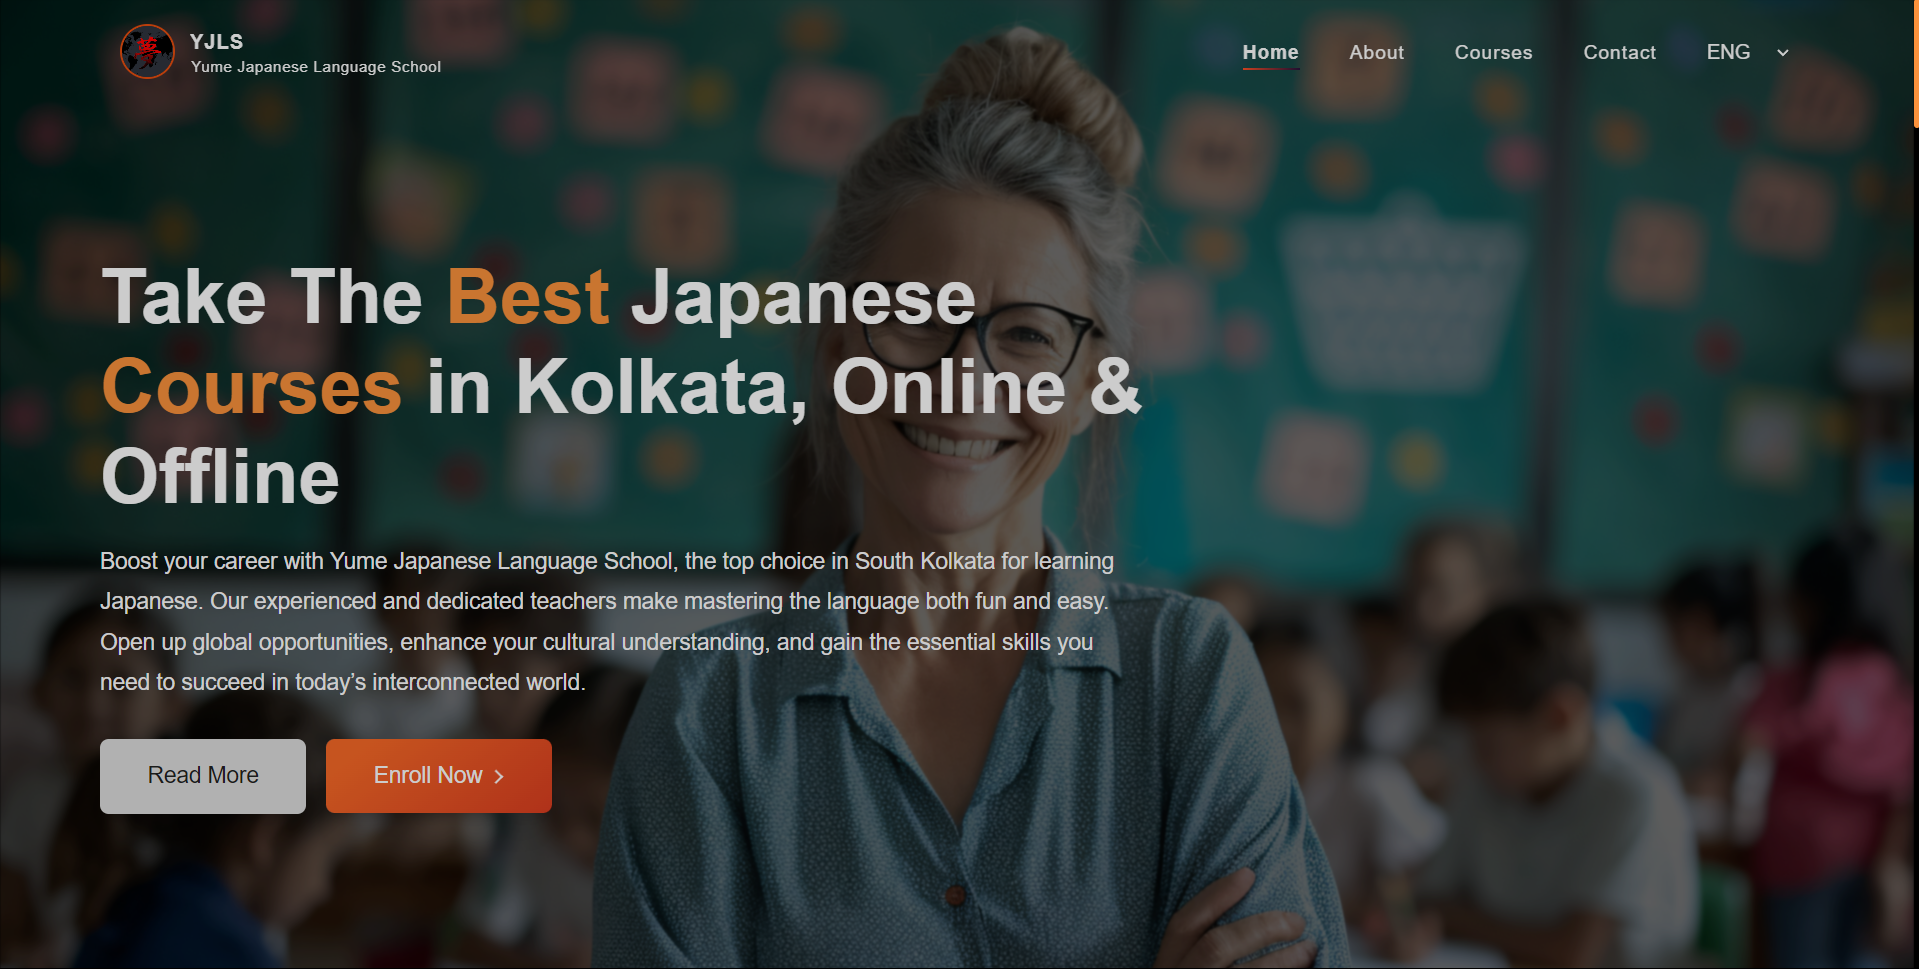 夢
YJLS
Yume Japanese Language School
Home
About
Courses
Contact
ENG
Take The Best Japanese
Courses in Kolkata, Online &
Offline
Boost your career with Yume Japanese Language School, the top choice in South Kolkata for learning
Japanese. Our experienced and dedicated teachers make mastering the language both fun and easy.
Open up global opportunities, enhance your cultural understanding, and gain the essential skills you
need to succeed in today’s interconnected world.
Read More
Enroll Now